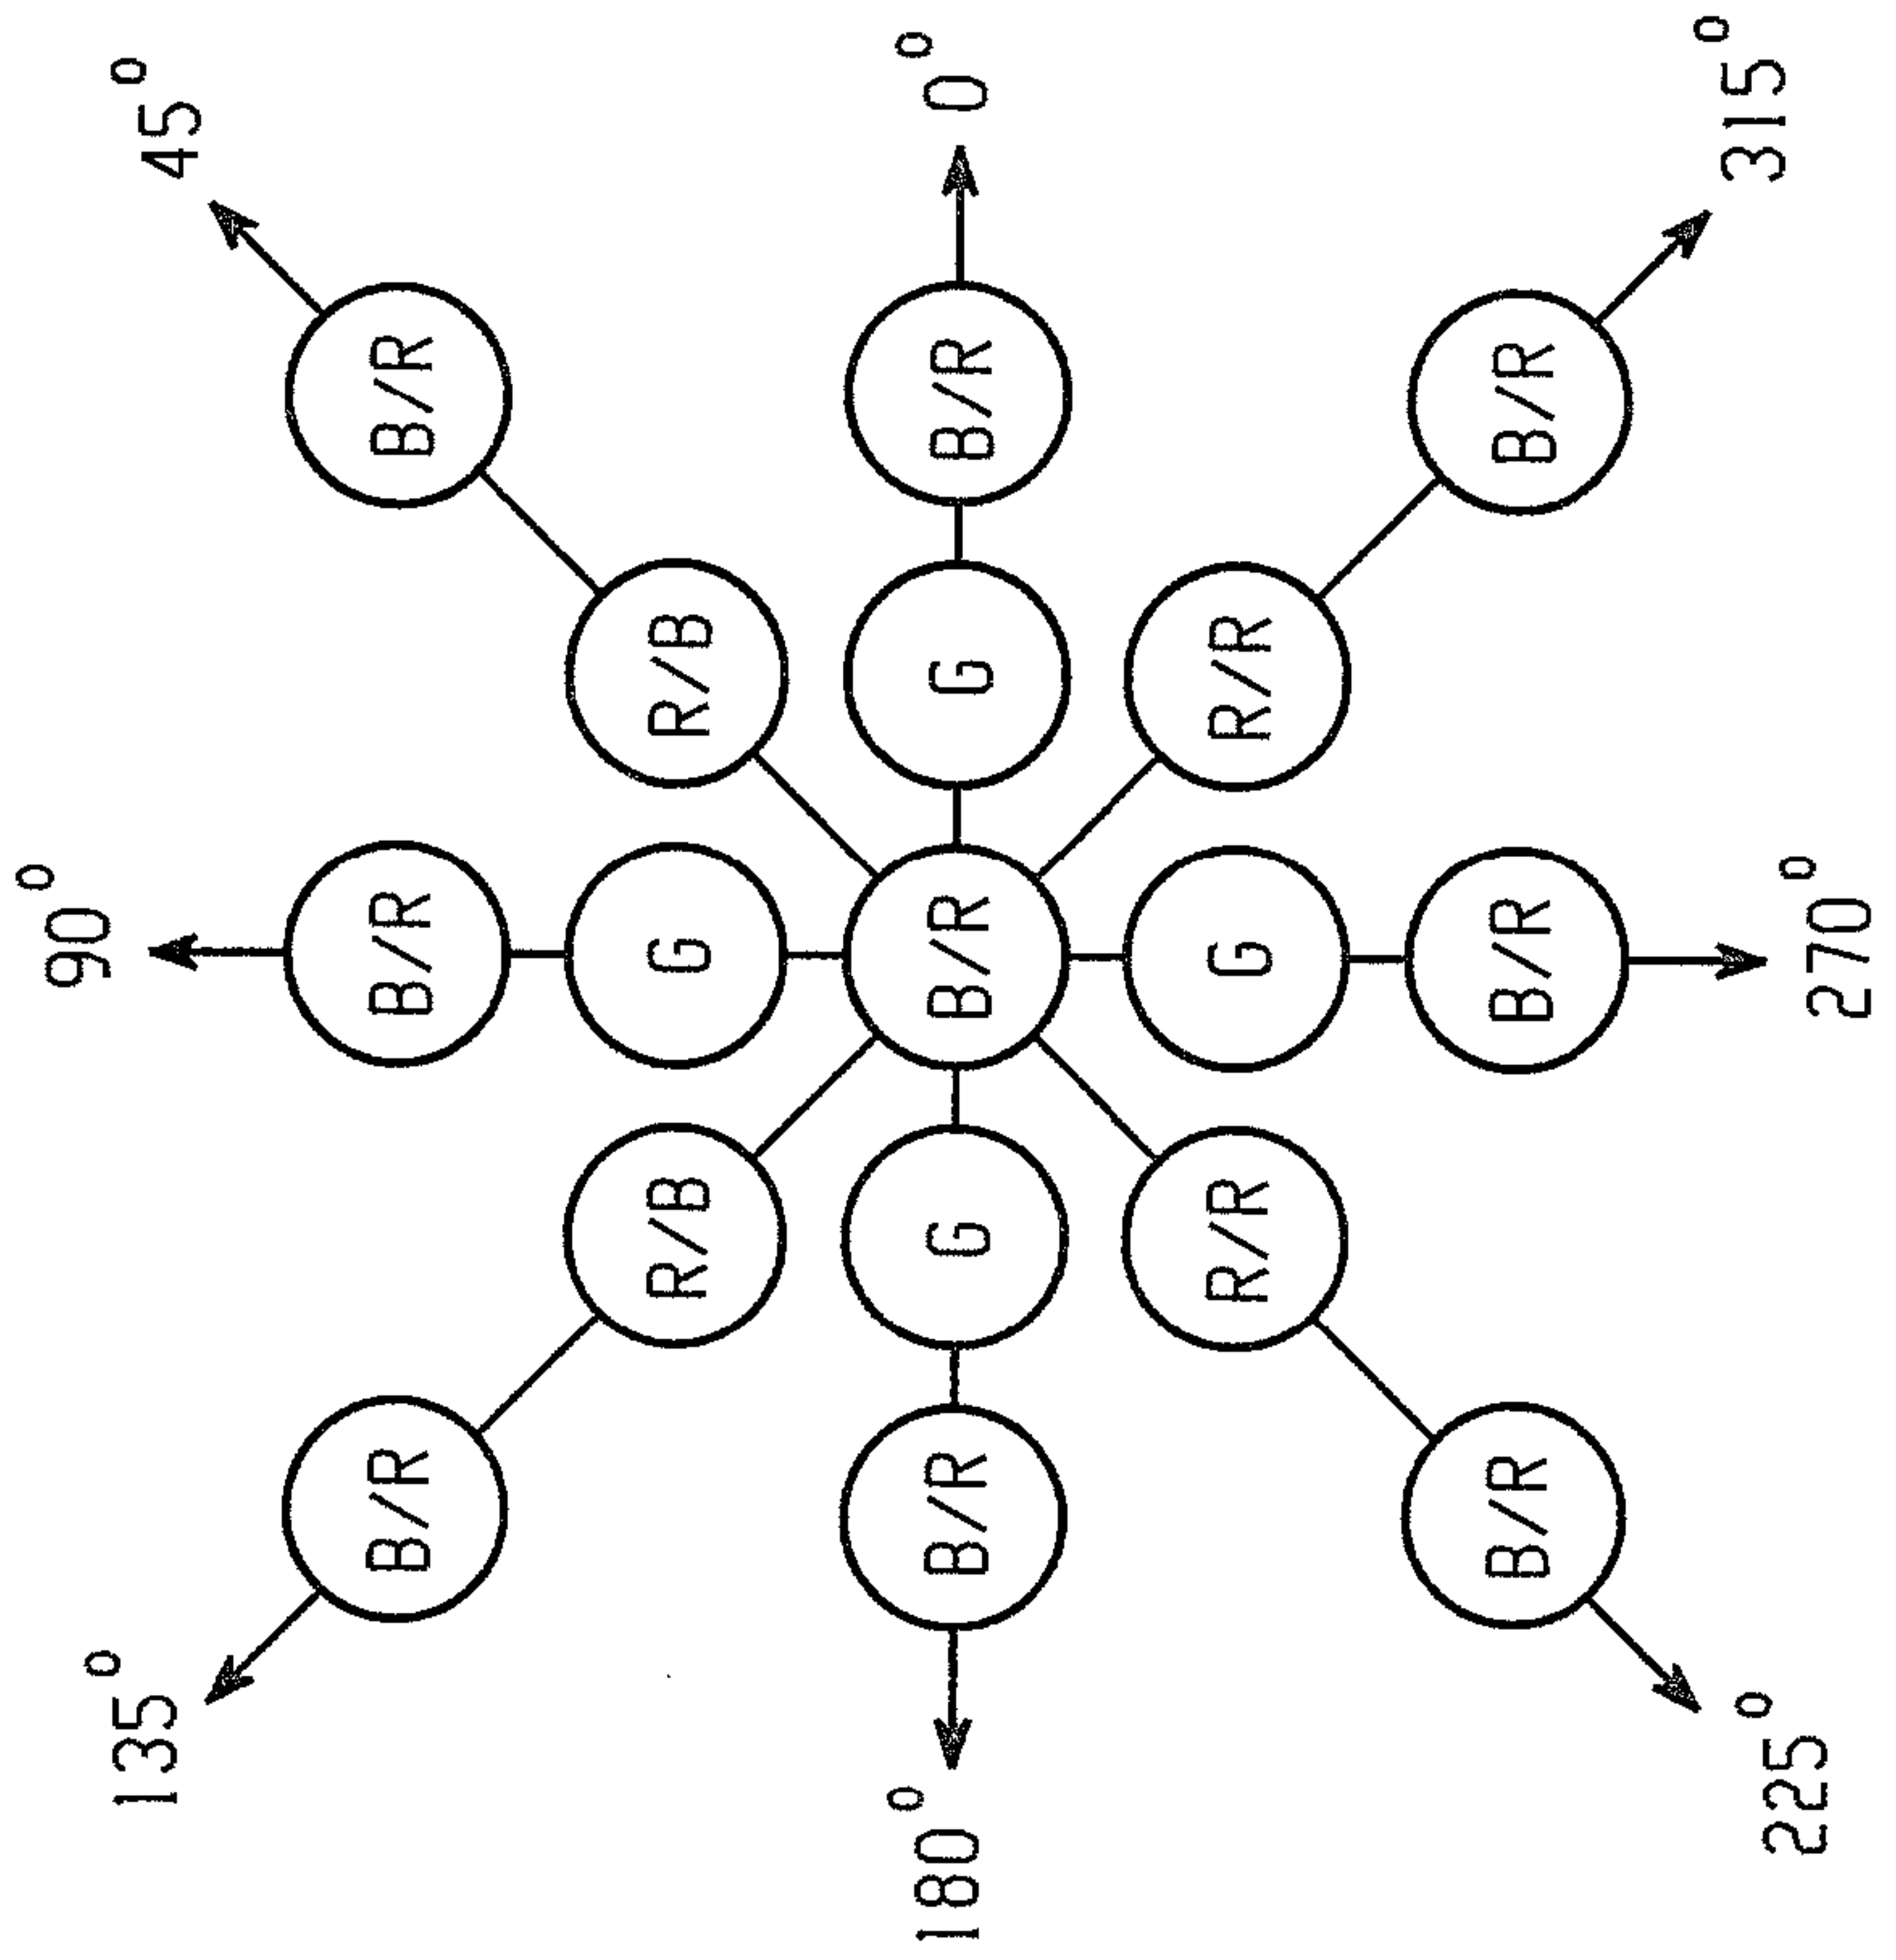 135° 90° 45°
B/R B/R B/R
R/B G R/B
180° B/R G B/R G B/R 0°
R/R G R/R
B/R B/R B/R
225° 270° 315°